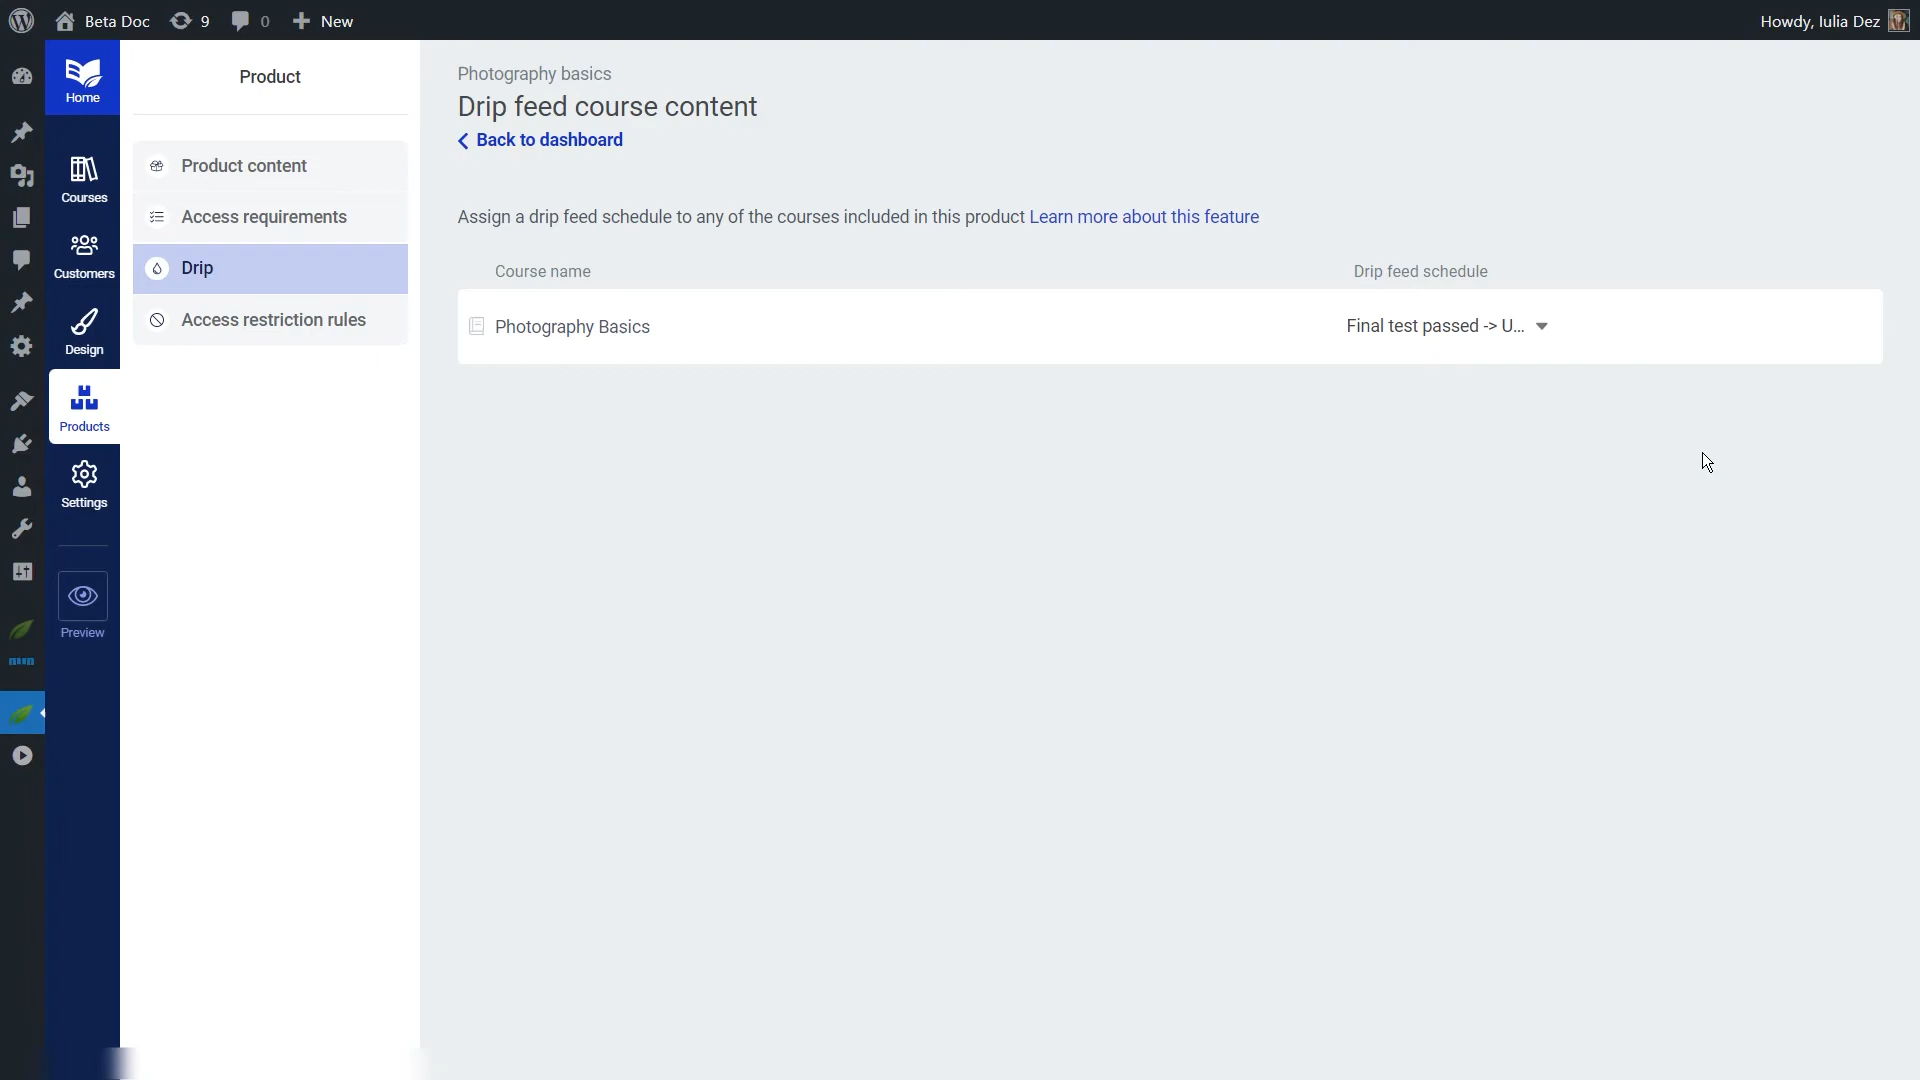 Beta Doc
9
0
New
Howdy, Iulia Dez
Home
Courses
Customers
Design
Products
Settings
Preview
Product
Product content
Access requirements
Drip
Access restriction rules
Photography basics
Drip feed course content
Back to dashboard
Assign a drip feed schedule to any of the courses included in this product Learn more about this feature
Course name
Drip feed schedule
Photography Basics
Final test passed -> U...